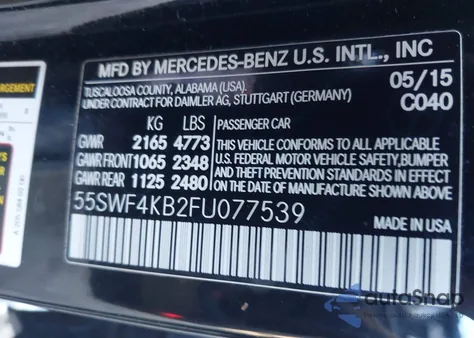 MFD BY MERCEDES-BENZ U.S. INTL., INC
TUSCALOOSA COUNTY, ALABAMA (USA).
UNDER CONTRACT FOR DAIMLER AG, STUTTGART (GERMANY)
05/15
C040
KG LBS
GVWR 2165 4773
GAWR FRONT 1065 2348
GAWR REAR 1125 2480
PASSENGER CAR
THIS VEHICLE CONFORMS TO ALL APPLICABLE
U.S. FEDERAL MOTOR VEHICLE SAFETY, BUMPER
AND THEFT PREVENTION STANDARDS IN EFFECT
ON THE DATE OF MANUFACTURE SHOWN ABOVE
55SWF4KB2FU077539
MADE IN USA
autoSnap